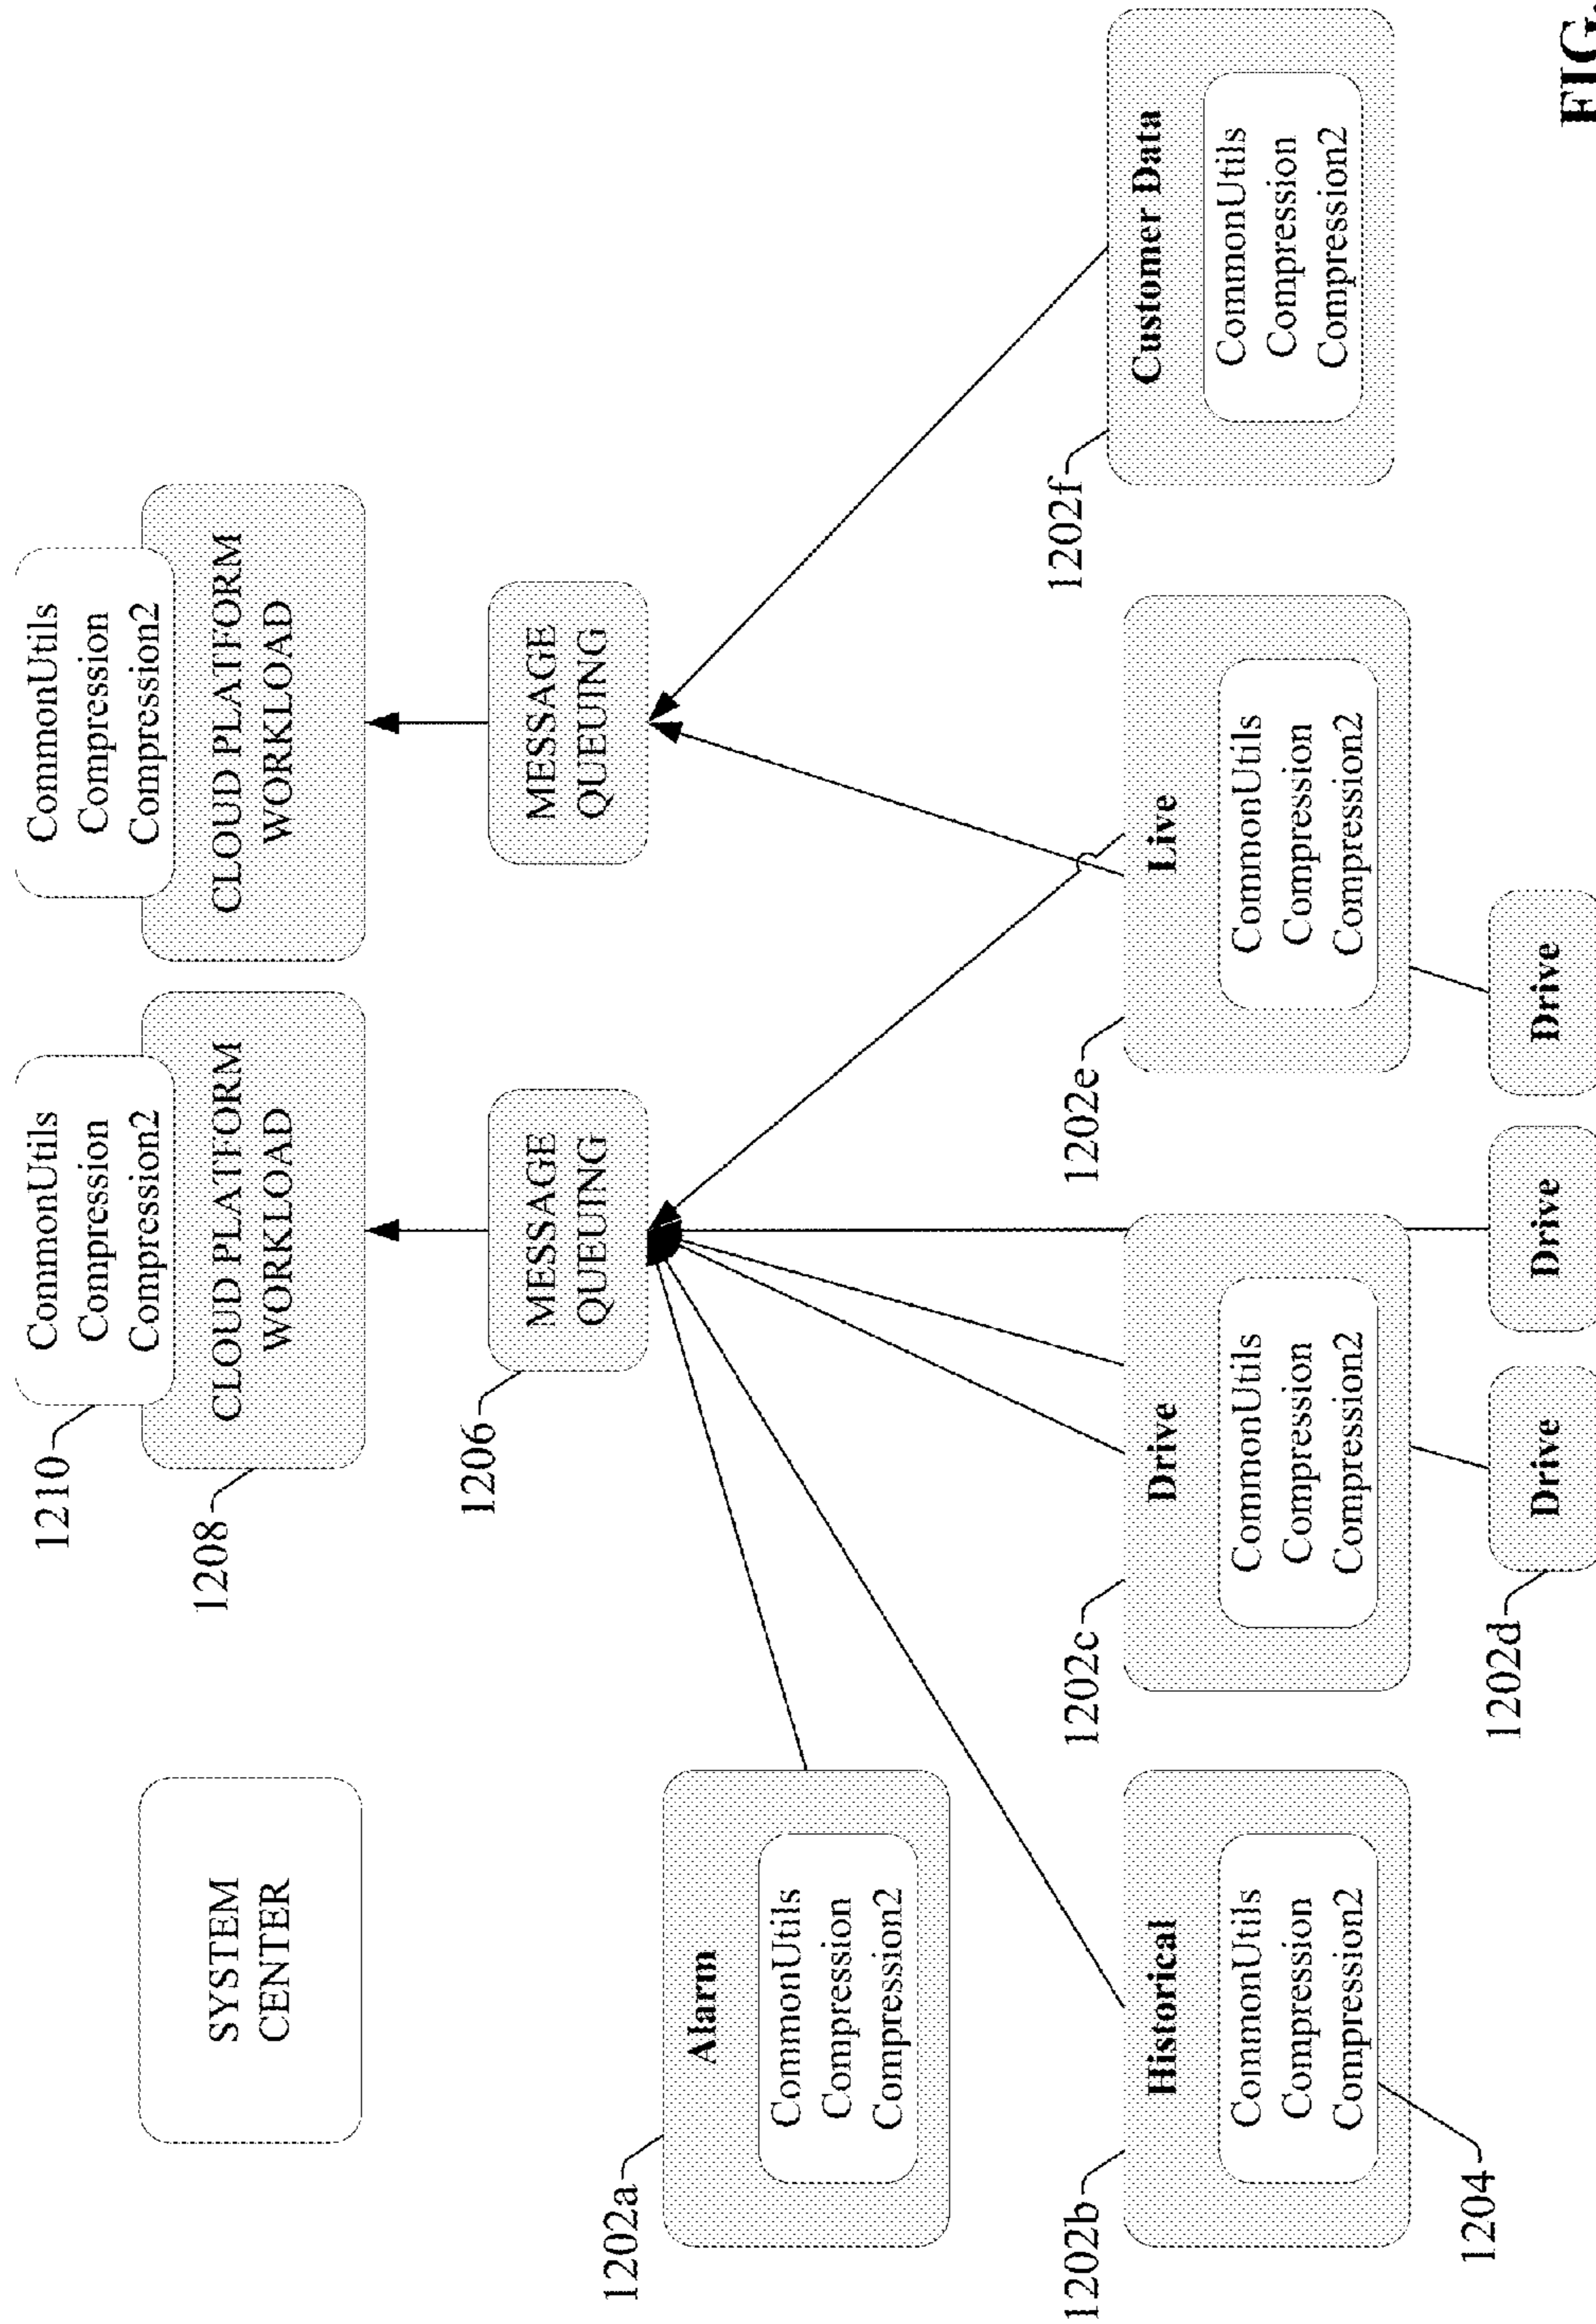 1210
CommonUtils
Compression
Compression2
CommonUtils
Compression
Compression2
SYSTEM
CENTER
1208
CLOUD PLATFORM
WORKLOAD
CLOUD PLATFORM
WORKLOAD
1206
MESSAGE
QUEUING
MESSAGE
QUEUING
1202a
Alarm
CommonUtils
Compression
Compression2
1202b
Historical
CommonUtils
Compression
Compression2
1204
1202c
Drive
CommonUtils
Compression
Compression2
1202e
Live
CommonUtils
Compression
Compression2
1202f
Customer Data
CommonUtils
Compression
Compression2
1202d
Drive
Drive
Drive
FIG.